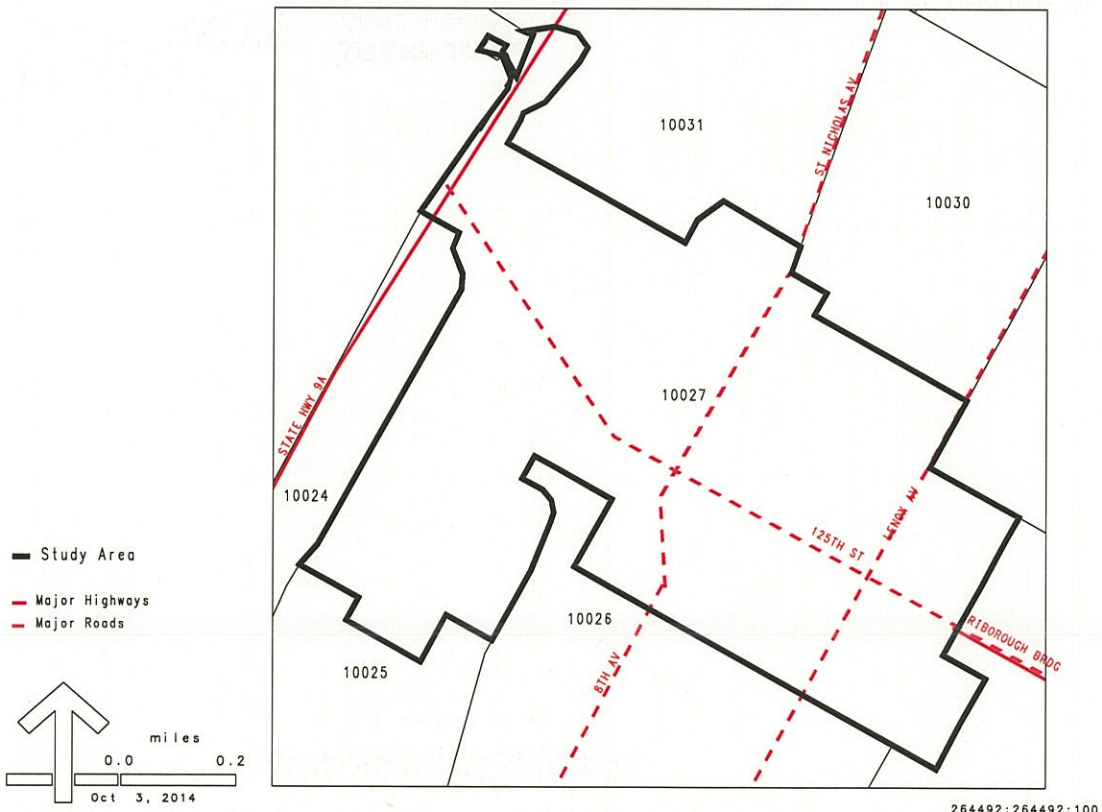 10031
ST NICHOLAS AV
10030
10027
STATE HWY 9A
10024
LENOX AV
125TH ST
Study Area
Major Highways
Major Roads
10026
RIBOROUGH BRDG
10025
8TH AV
miles
0.0 0.2
Oct 3, 2014
264492:264492:100